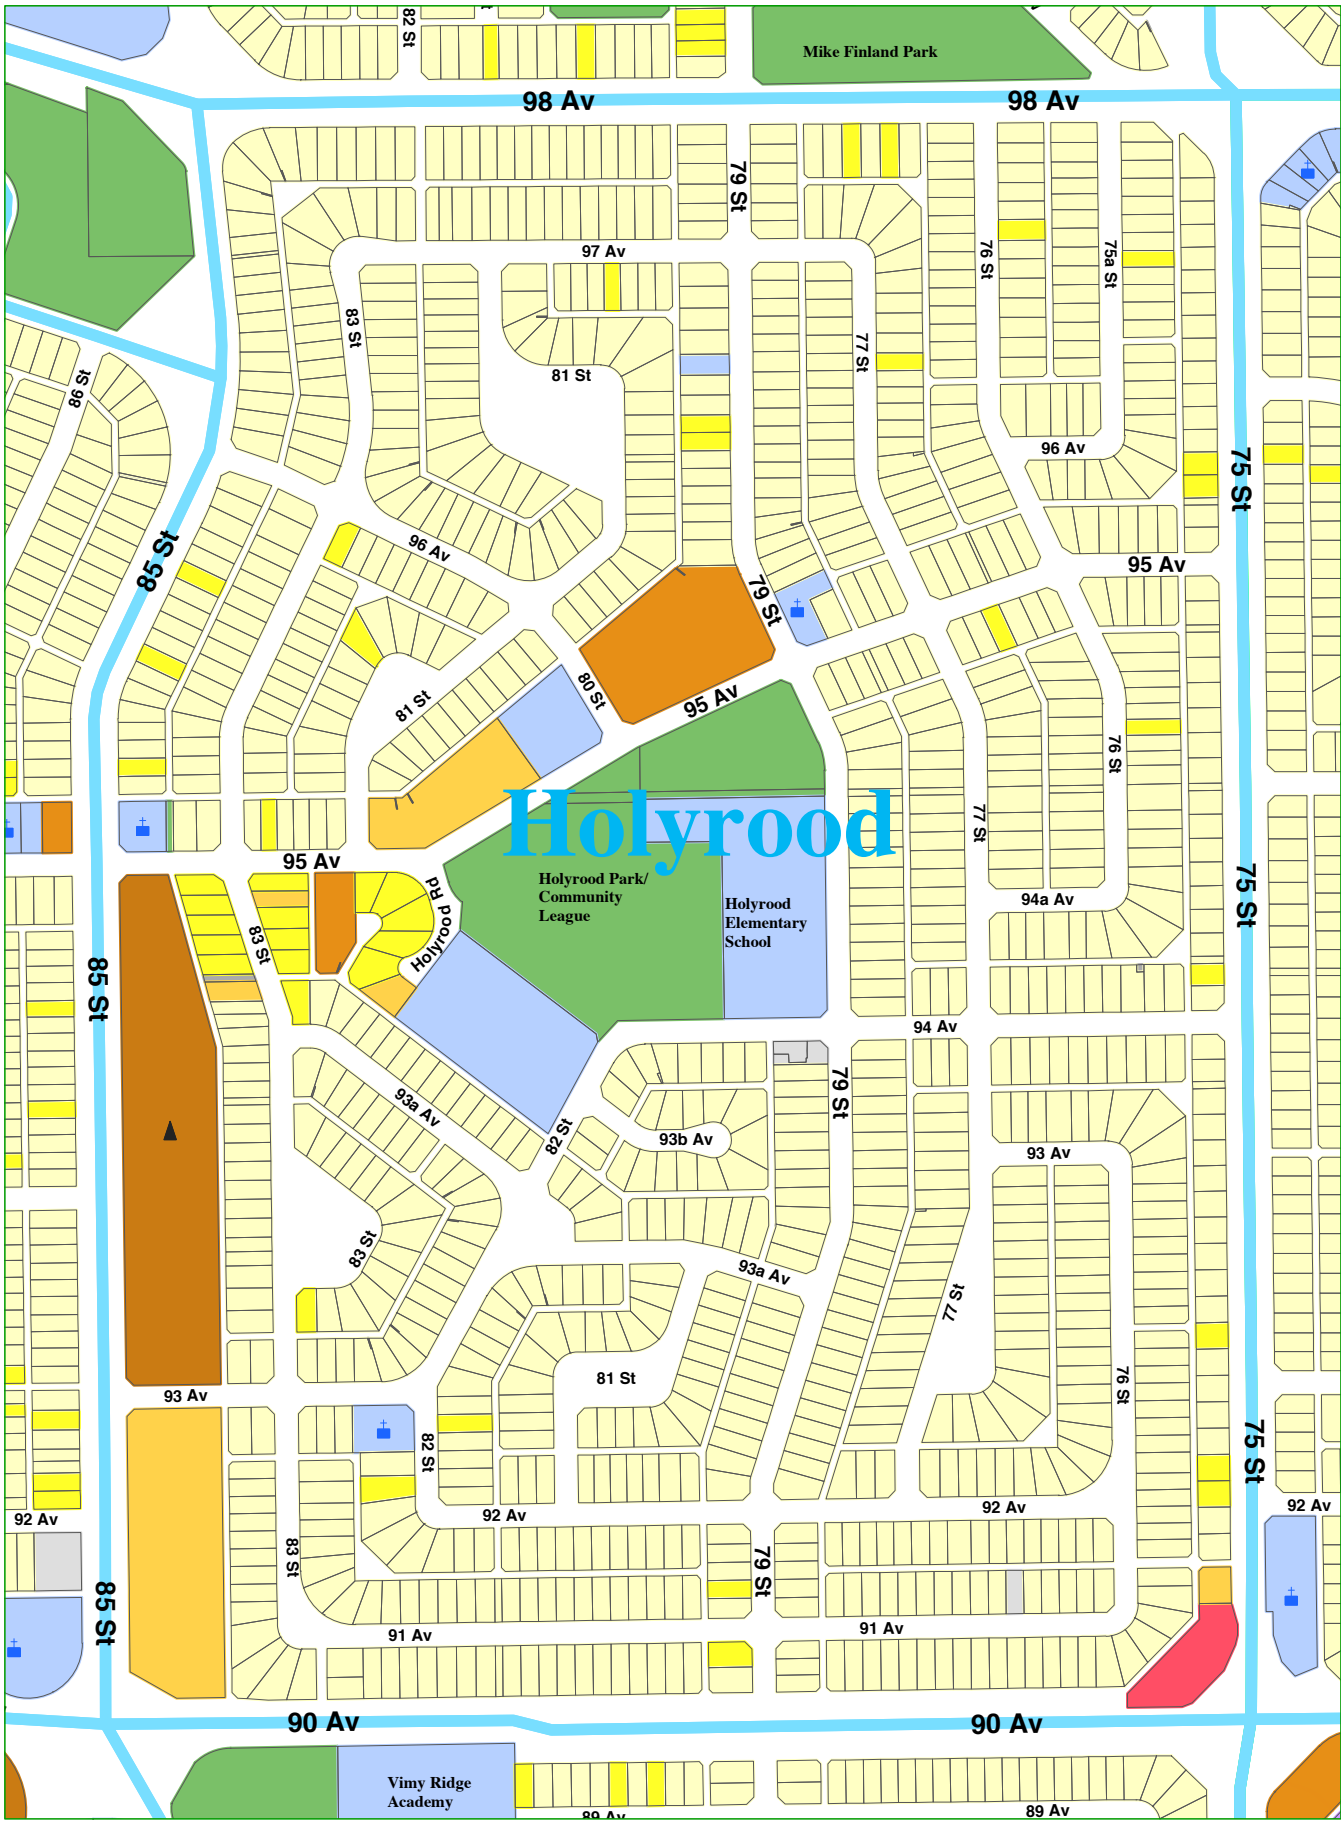 82 St
St
Mike Finland Park
98 Av
98 Av
79 St
97 Av
76 St
75a St
83 St
77 St
81 St
86 St
96 Av
75 St
96 Av
85 St
95 Av
79 St
81 St
80 St
95 Av
76 St
Holyrood
77 St
95 Av
Holyrood Park/
Community
League
Holyrood Rd
Holyrood
Elementary
School
94a Av
75 St
83 St
85 St
94 Av
79 St
93a Av
82 St
93b Av
93 Av
83 St
93a Av
77 St
81 St
76 St
93 Av
82 St
75 St
92 Av
92 Av
92 Av
92 Av
83 St
79 St
85 St
91 Av
91 Av
90 Av
90 Av
Vimy Ridge
Academy
89 Av
89 Av